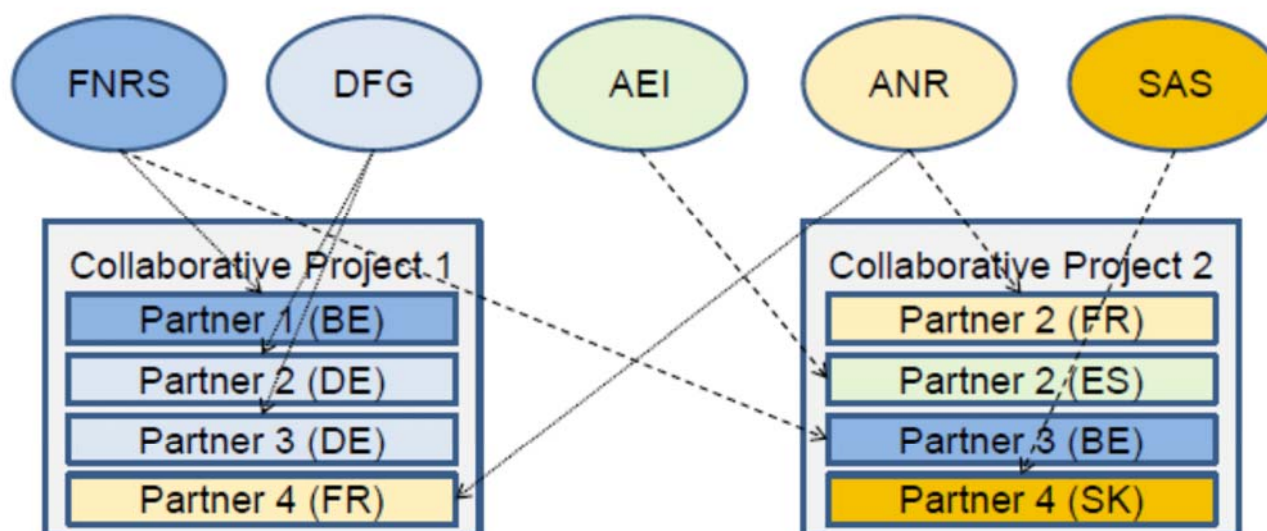 FNRS
DFG
AEI
ANR
SAS
Collaborative Project 1
Partner 1 (BE)
Partner 2 (DE)
Partner 3 (DE)
Partner 4 (FR)
Collaborative Project 2
Partner 2 (FR)
Partner 2 (ES)
Partner 3 (BE)
Partner 4 (SK)